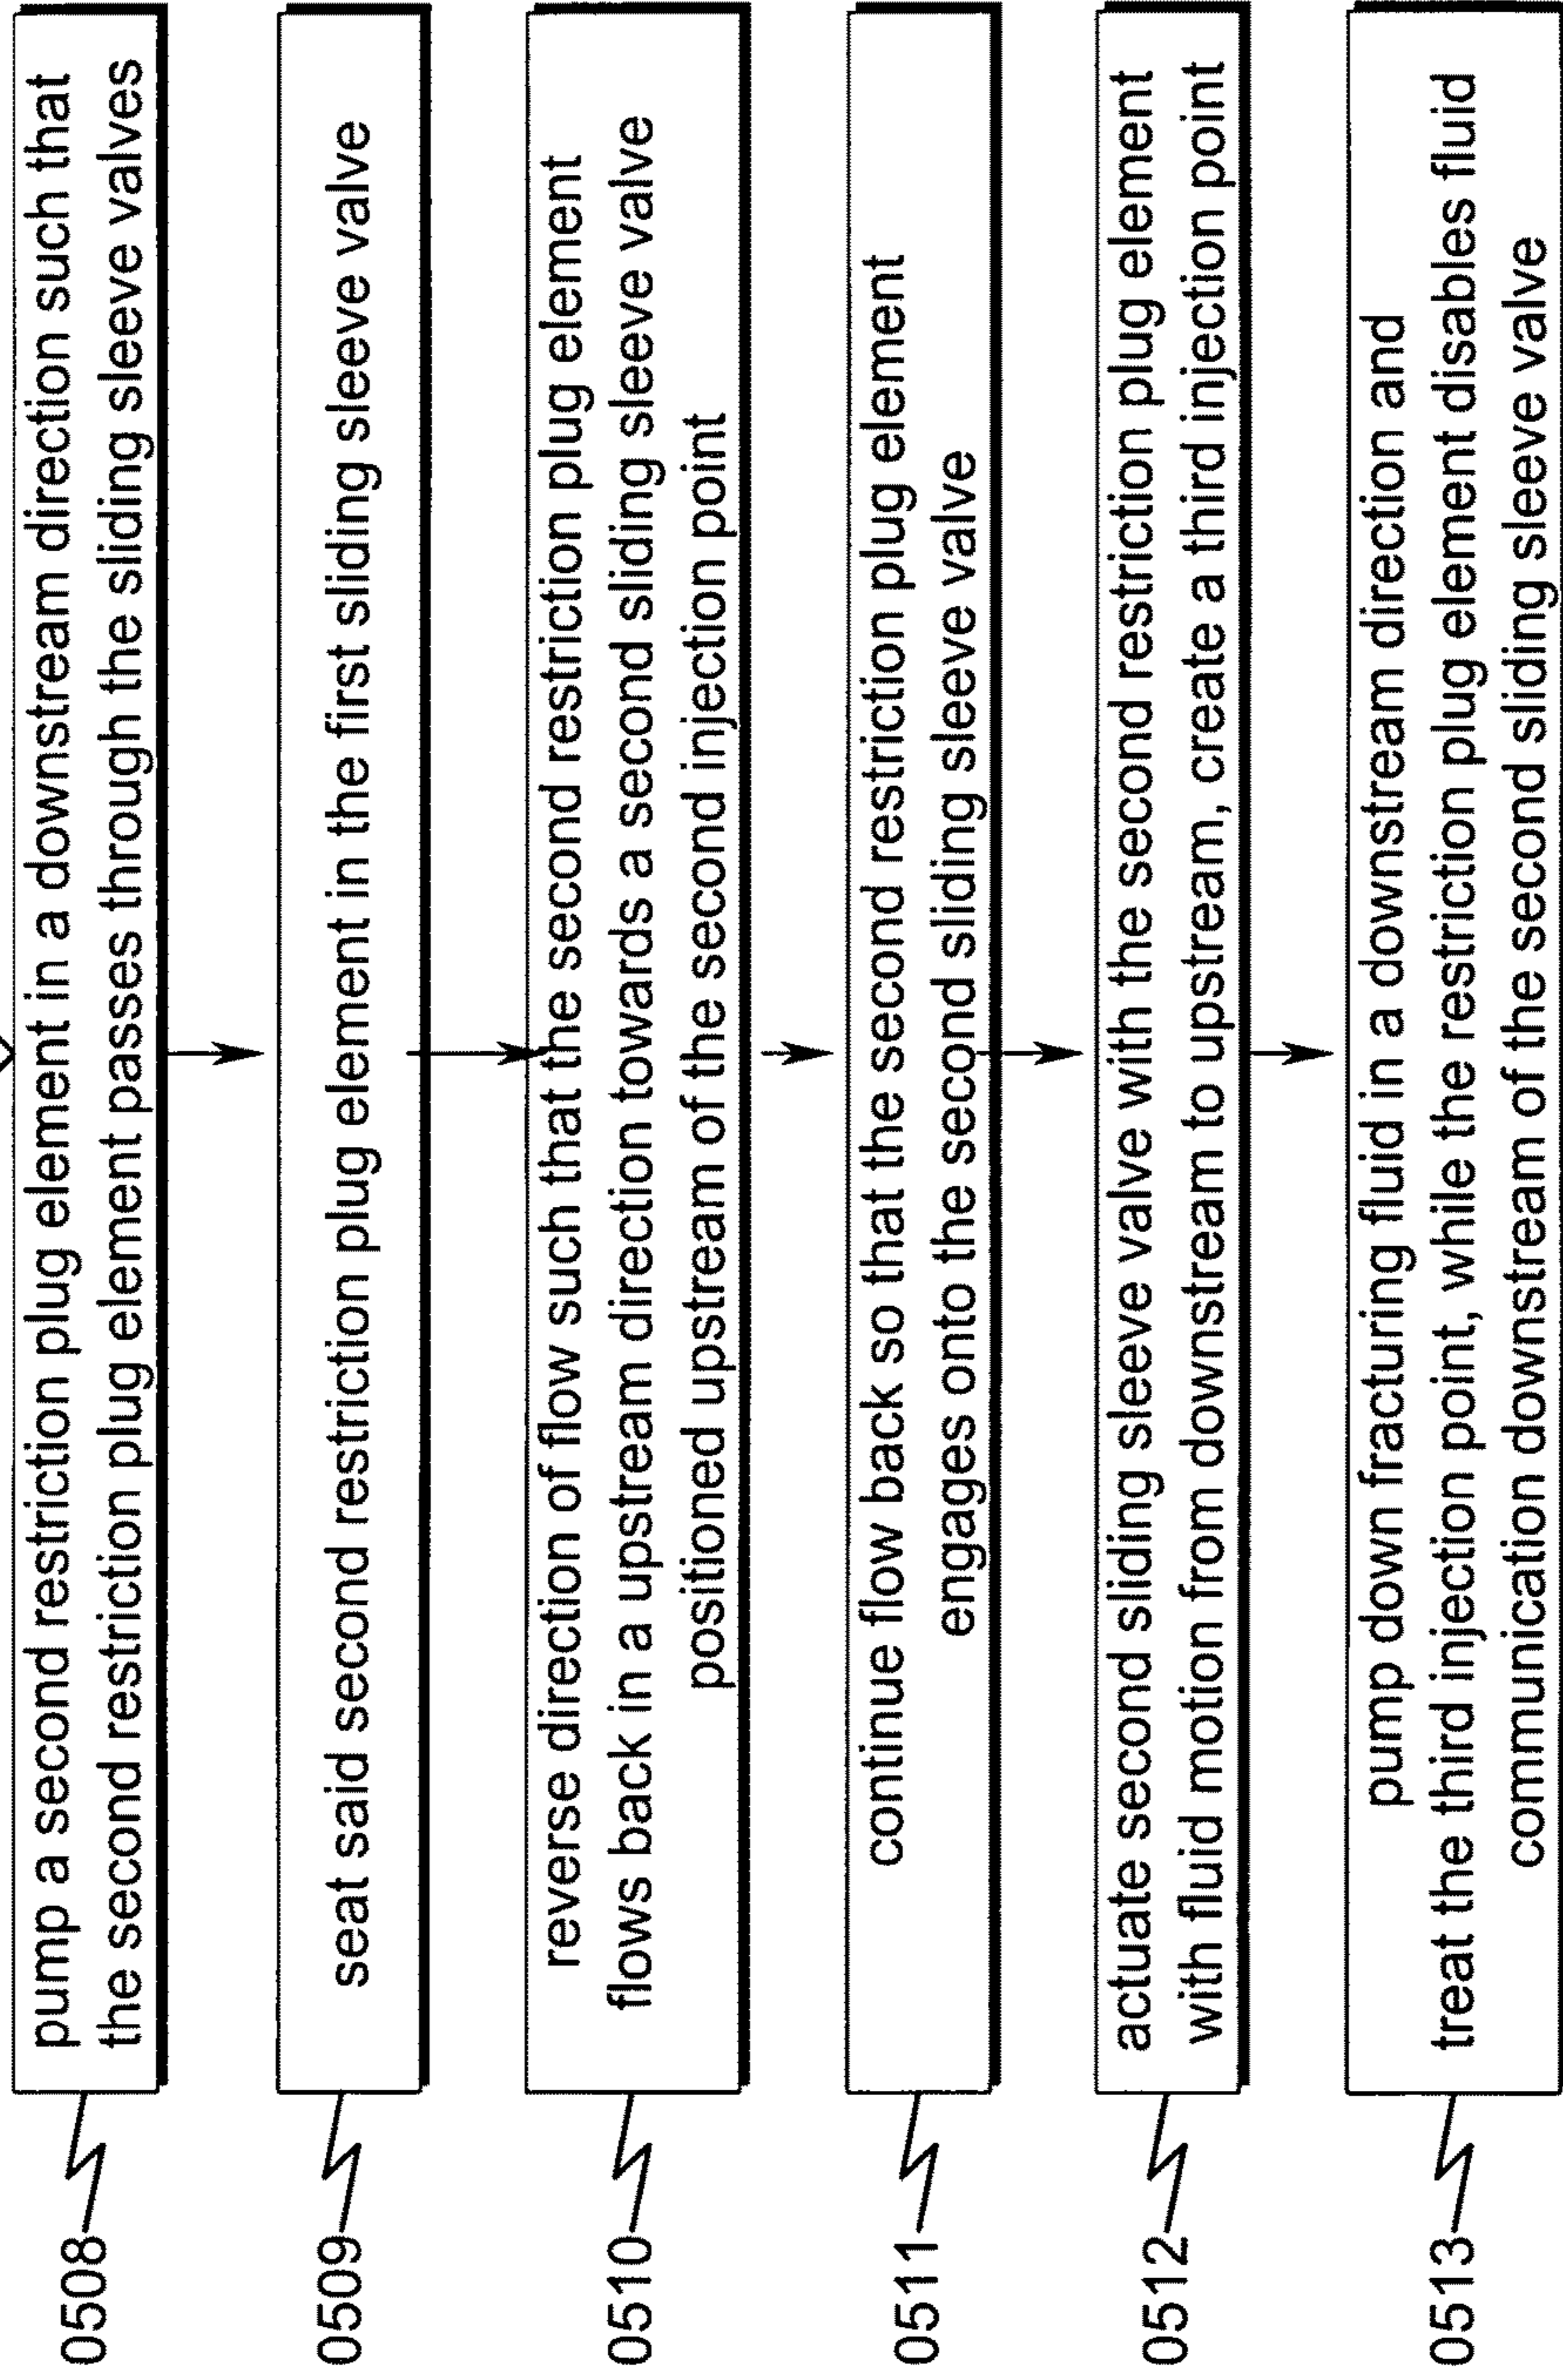 0508
pump a second restriction plug element in a downstream direction such that
the second restriction plug element passes through the sliding sleeve valves
0509
seat said second restriction plug element in the first sliding sleeve valve
0510
reverse direction of flow such that the second restriction plug element
flows back in a upstream direction towards a second sliding sleeve valve
positioned upstream of the second injection point
0511
continue flow back so that the second restriction plug element
engages onto the second sliding sleeve valve
0512
actuate second sliding sleeve valve with the second restriction plug element
with fluid motion from downstream to upstream, create a third injection point
0513
pump down fracturing fluid in a downstream direction and
treat the third injection point, while the restriction plug element disables fluid
communication downstream of the second sliding sleeve valve